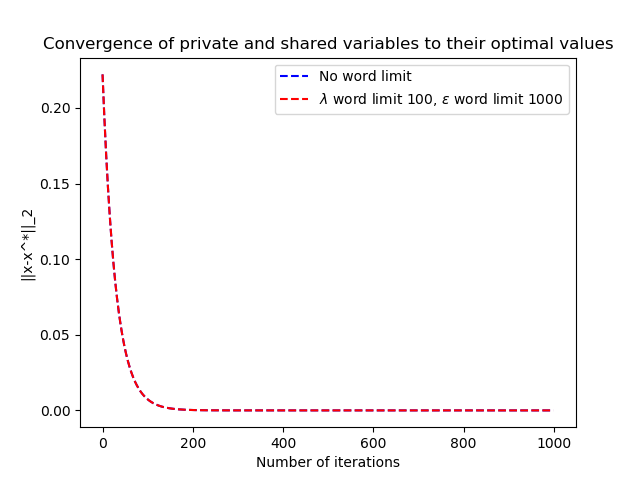 Convergence of private and shared variables to their optimal values
No word limit
λ word limit 100, ε word limit 1000
0.20
0.15
0.10
0.05
0.00
||x-x^*||_2
0 200 400 600 800 1000
Number of iterations